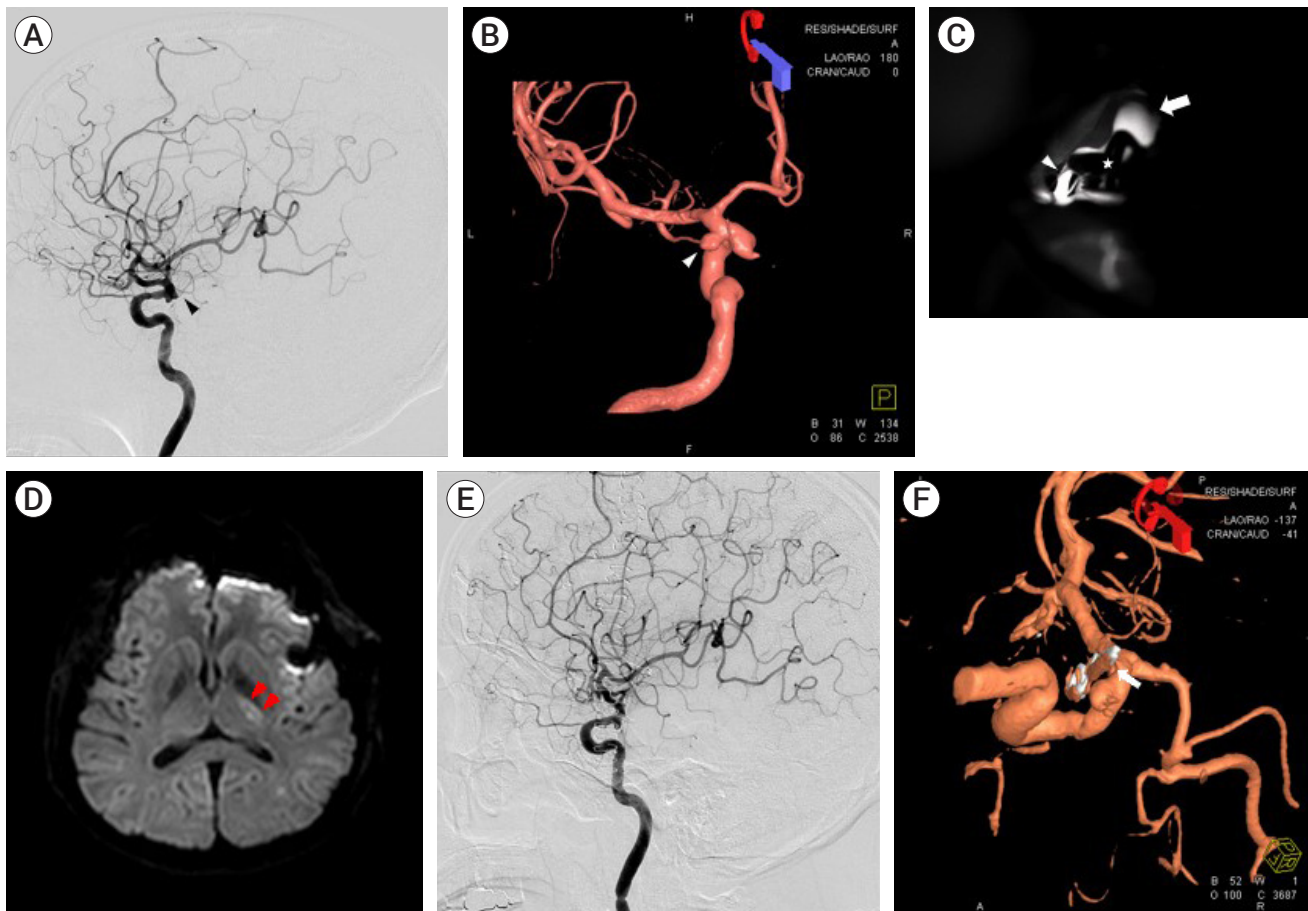 A
B
H
RES/SHADE/SURF
A
LAO/RAO 180
CRAN/CAUD 0
L
R
P
B 31 W 134
O 86 C 2538
F
C
D
E
F
P
RES/SHADE/SURF
A
LAO/RAO -137
CRAN/CAUD -41
B 52 W 1
O 100 C 3687
A
R